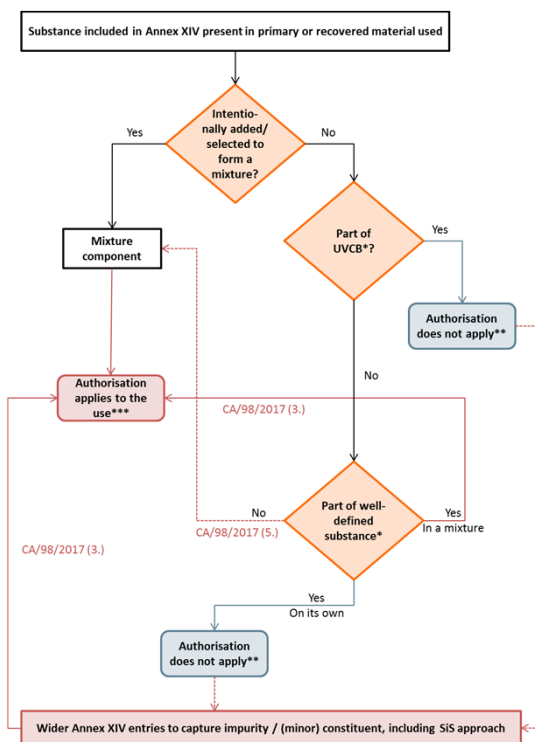 Substance included in Annex XIV present in primary or recovered material used
Intentio-
nally added/
selected to
form a
mixture?
Yes
No
Mixture
component
Part of
UVCB*?
Yes
Authorisation
does not apply**
No
Authorisation
applies to the
use***
CA/98/2017 (3.)
Part of well-
defined
substance*
No
CA/98/2017 (5.)
Yes
In a mixture
CA/98/2017 (3.)
Yes
On its own
Authorisation
does not apply**
Wider Annex XIV entries to capture impurity / (minor) constituent, including SiS approach